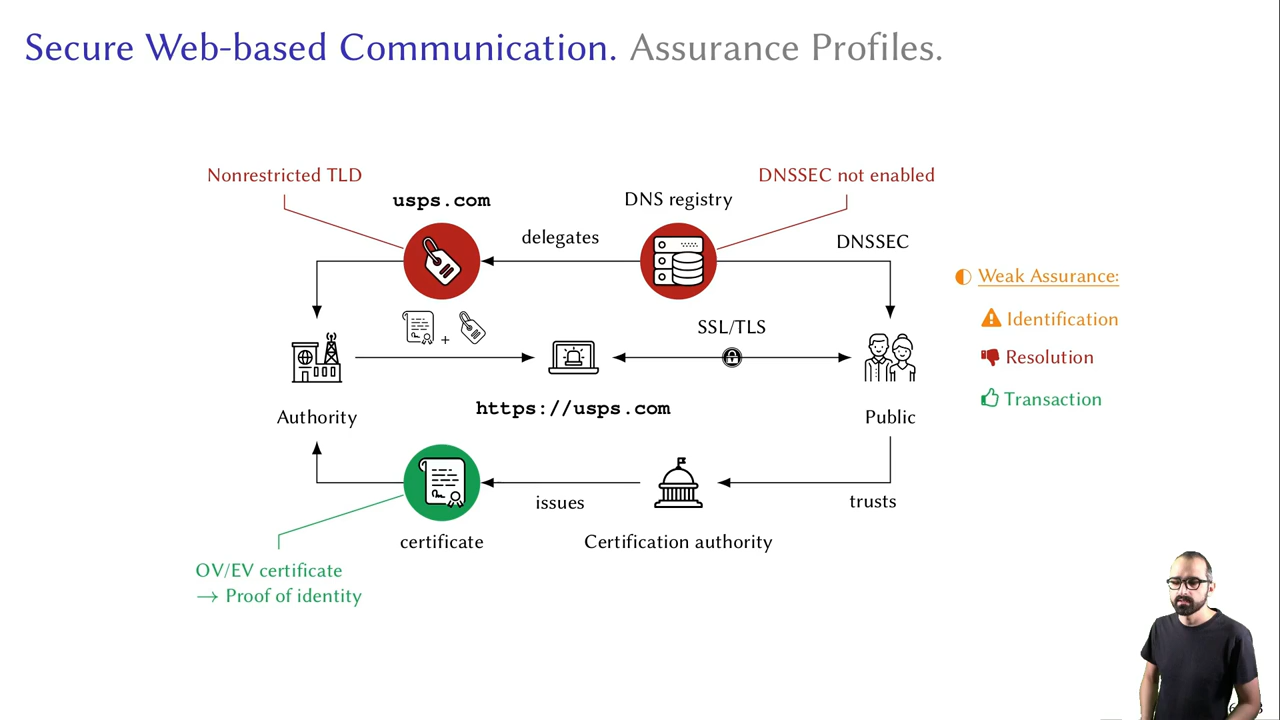 Secure Web-based Communication. Assurance Profiles.
Nonrestricted TLD
DNSSEC not enabled
usps.com
DNS registry
delegates
DNSSEC
Weak Assurance:
Identification
SSL/TLS
+
Resolution
Transaction
https://usps.com
Authority
Public
issues
trusts
certificate
Certification authority
OV/EV certificate
→ Proof of identity